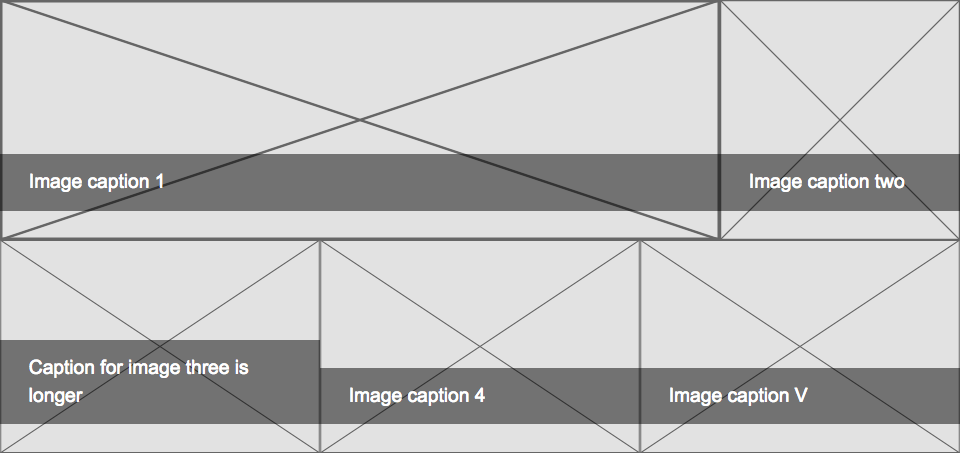 Image caption 1
Image caption two
Caption for image three is
longer
Image caption 4
Image caption V